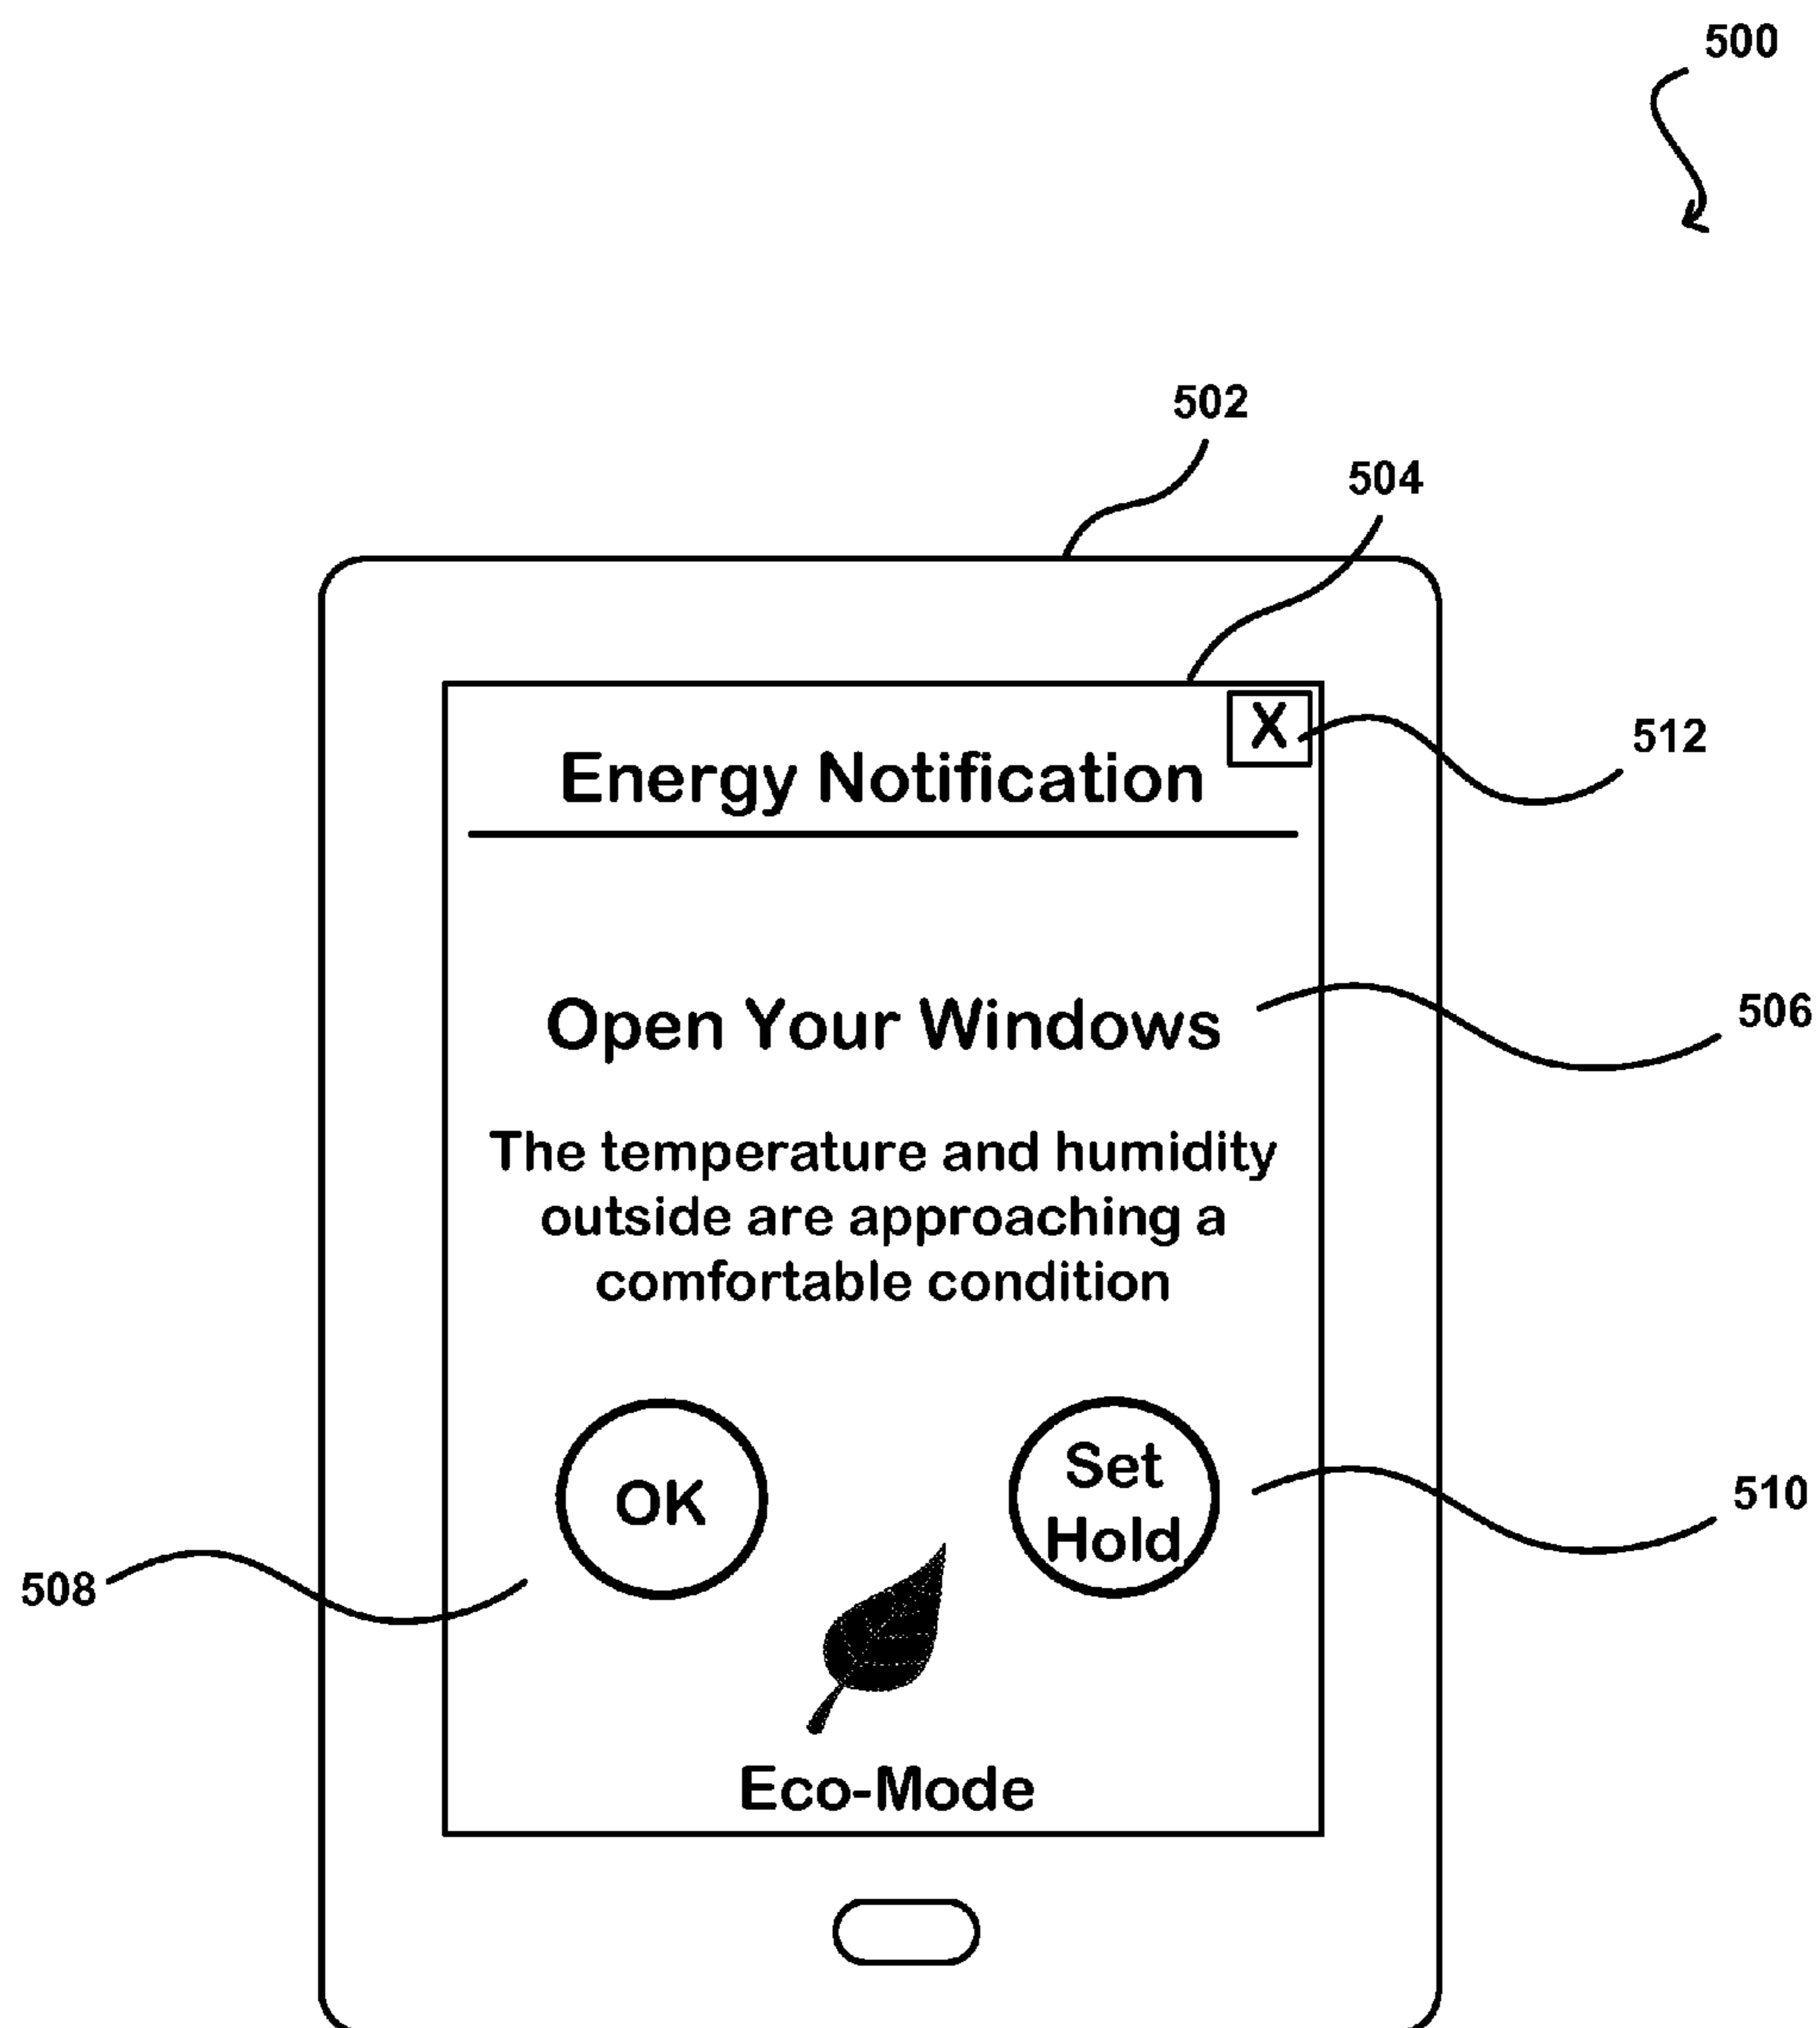 500
502
504
X
512
Energy Notification
Open Your Windows
506
The temperature and humidity
outside are approaching a
comfortable condition
OK
Set
Hold
510
508
Eco-Mode